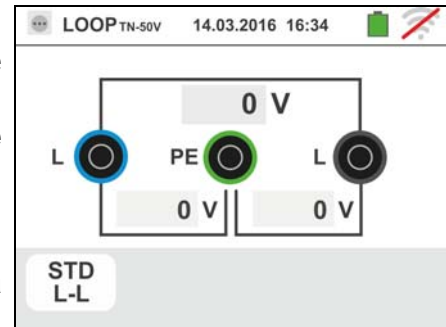 LOOP TN-50V 14.03.2016 16:34
0 V
L PE L
0 V 0 V
STD
L-L